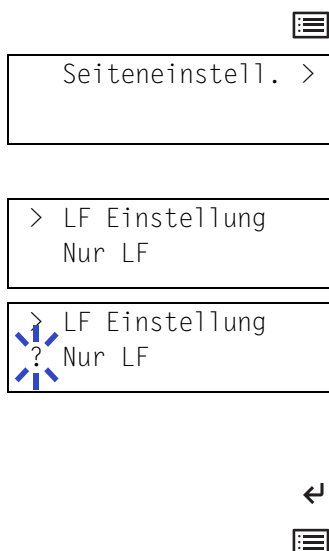 Seiteneinstell. >
> LF Einstellung
Nur LF
> LF Einstellung
? Nur LF